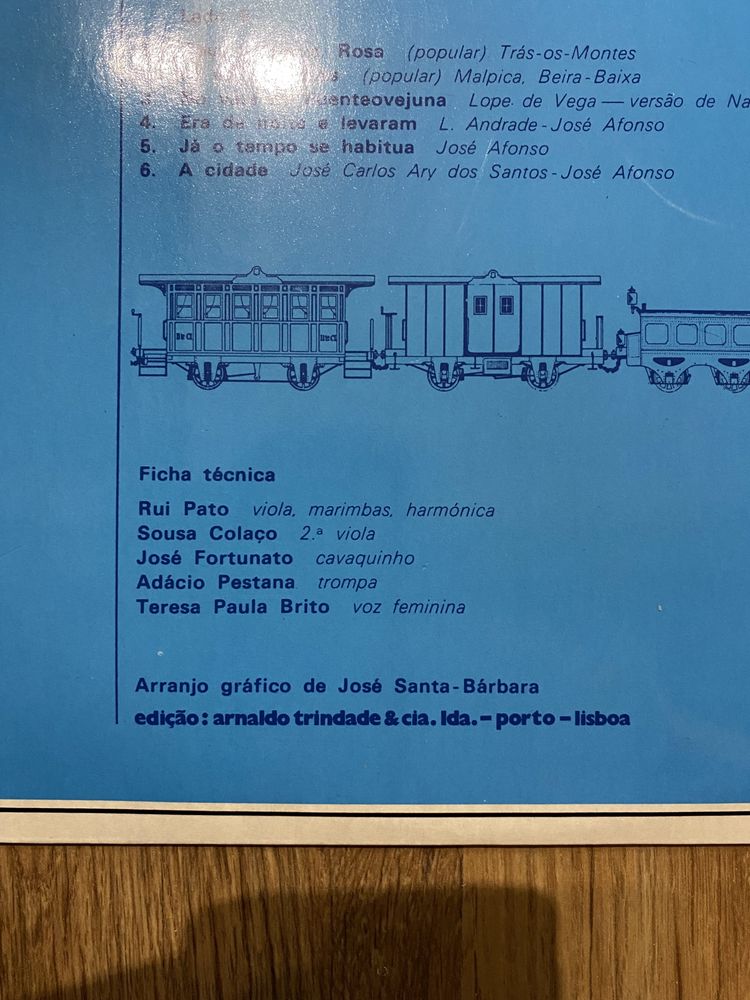 Lado
Rosa (popular) Trás-os-Montes
(popular) Malpica, Beira-Baixa
3. Lope de Vega — versão de Na
4. Era de noite e levaram L. Andrade - José Afonso
5. Já o tempo se habitua José Afonso
6. A cidade José Carlos Ary dos Santos - José Afonso
Ficha técnica
Rui Pato viola, marimbas, harmónica
Sousa Colaço 2.ª viola
José Fortunato cavaquinho
Adácio Pestana trompa
Teresa Paula Brito voz feminina
Arranjo gráfico de José Santa-Bárbara
edição: arnaldo trindade & cia. lda. - porto - lisboa